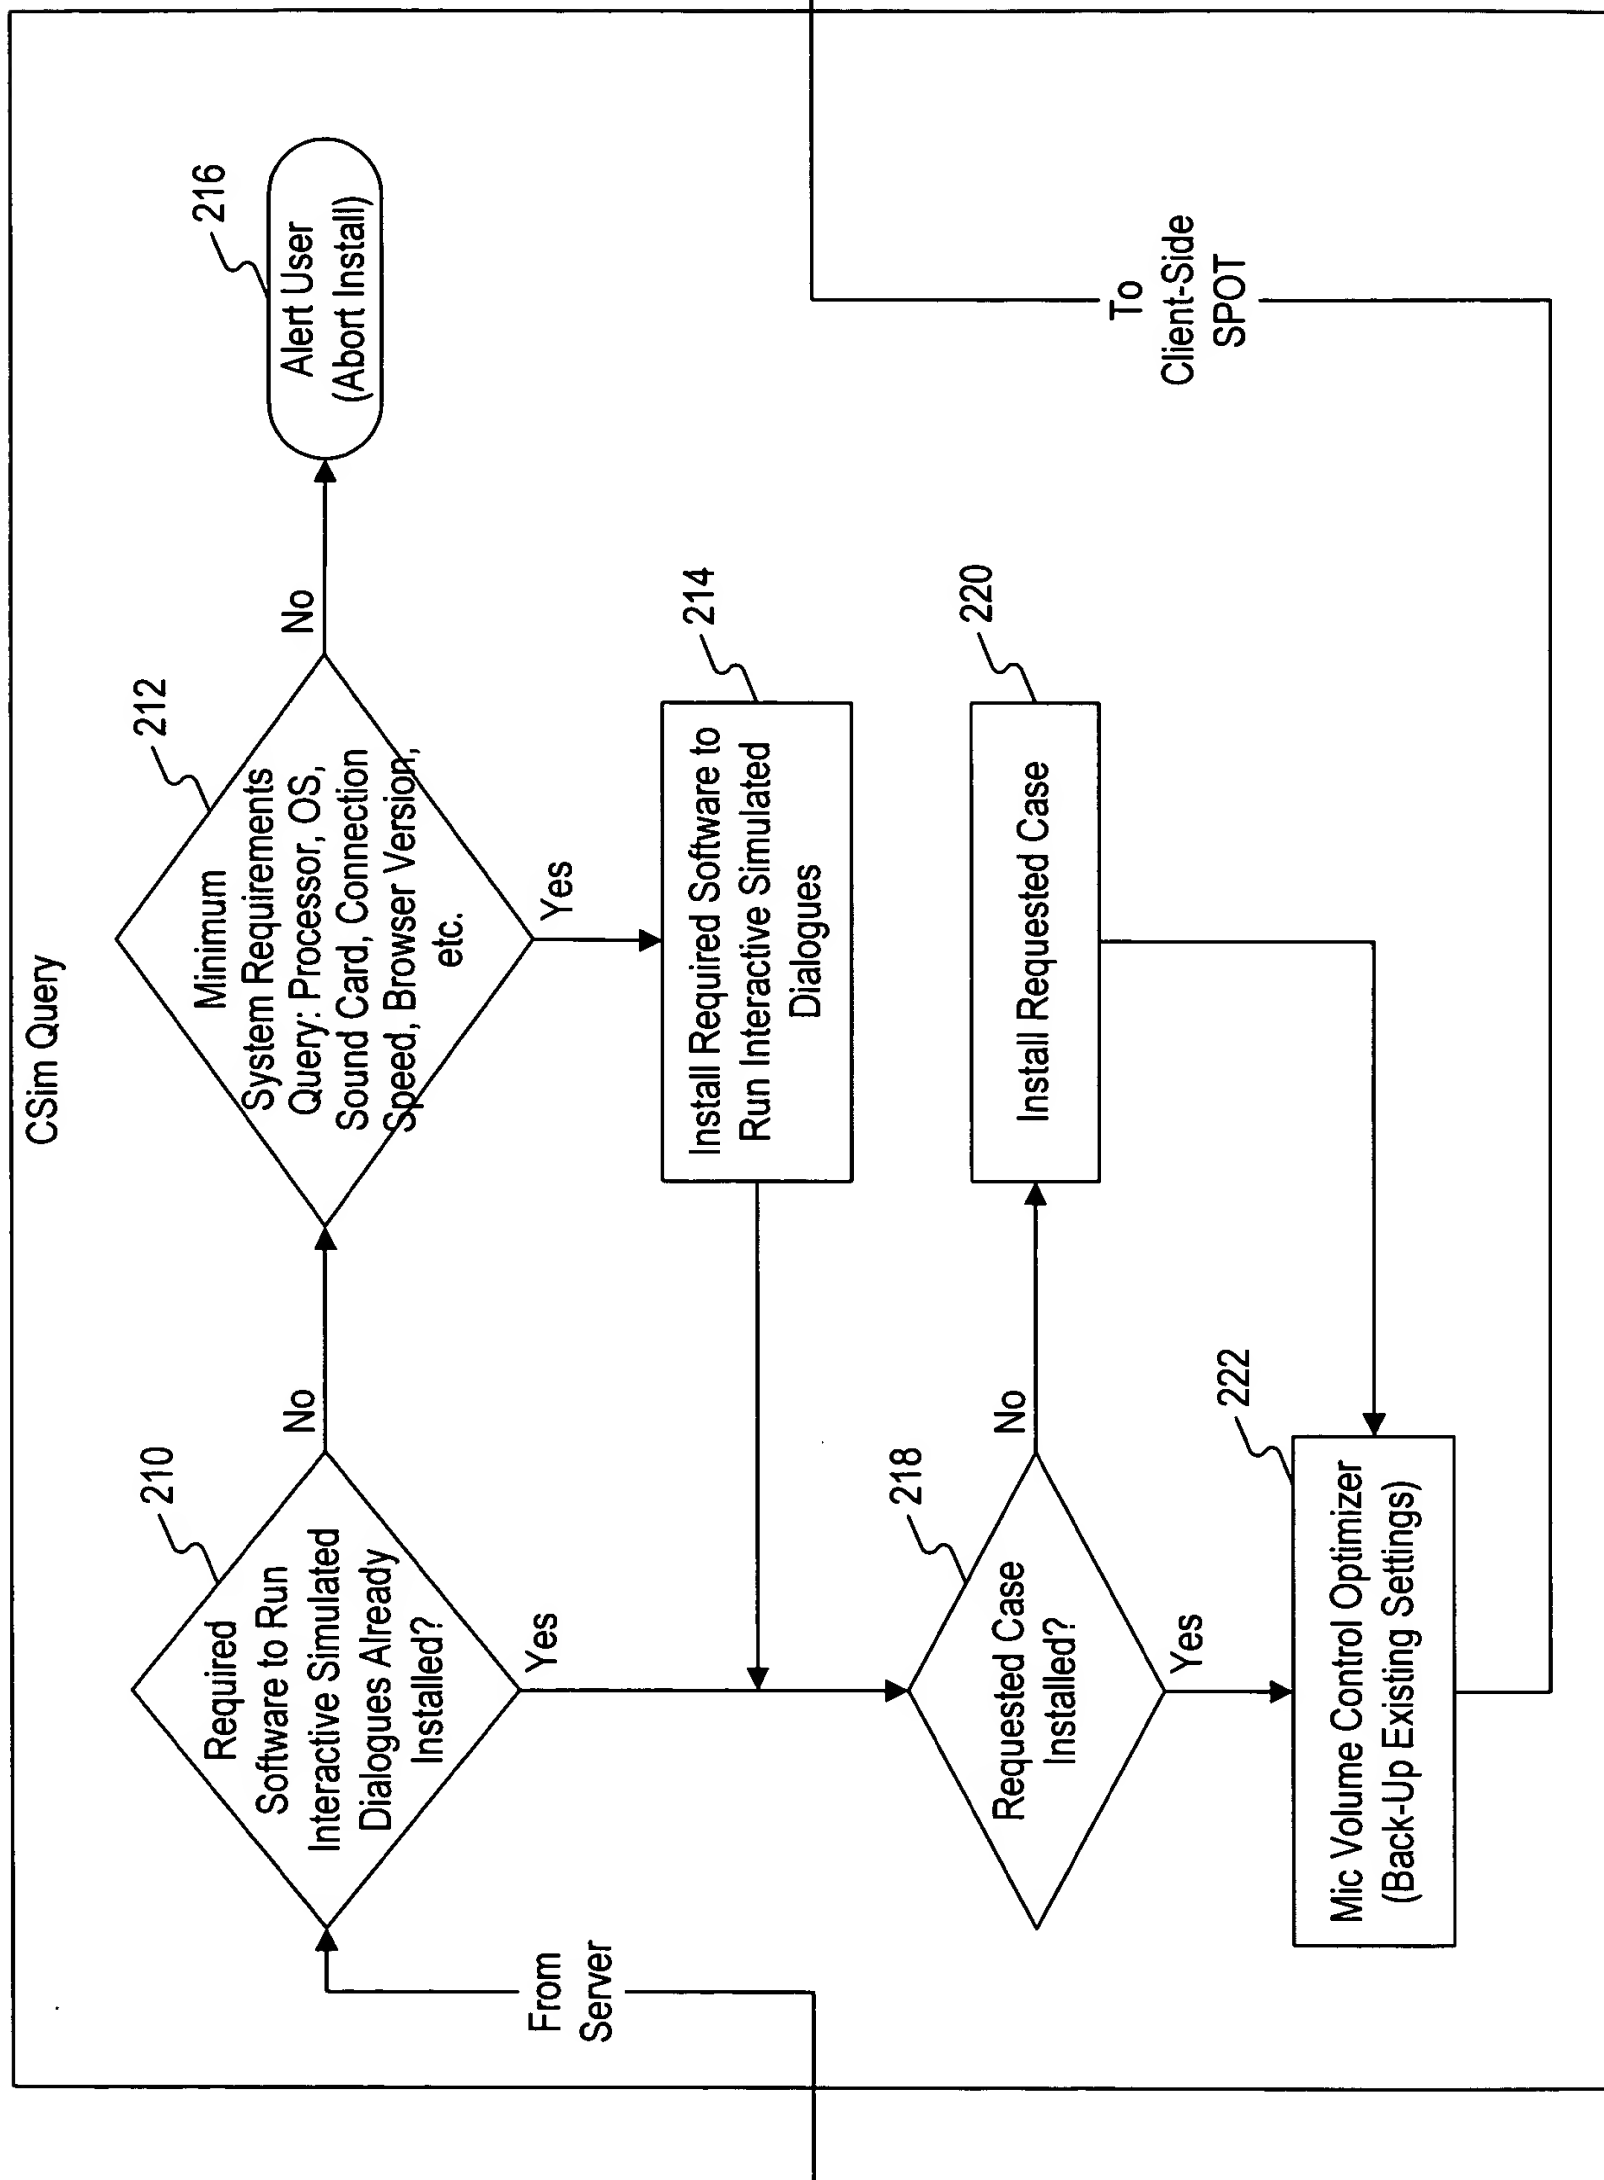 CSim Query
From
Server
210
Required
Software to Run
Interactive Simulated
Dialogues Already
Installed?
No
Yes
212
Minimum
System Requirements
Query: Processor, OS,
Sound Card, Connection
Speed, Browser Version,
etc.
No
Yes
216
Alert User
(Abort Install)
214
Install Required Software to
Run Interactive Simulated
Dialogues
218
Requested Case
Installed?
No
Yes
220
Install Requested Case
222
Mic Volume Control Optimizer
(Back-Up Existing Settings)
To
Client-Side
SPOT